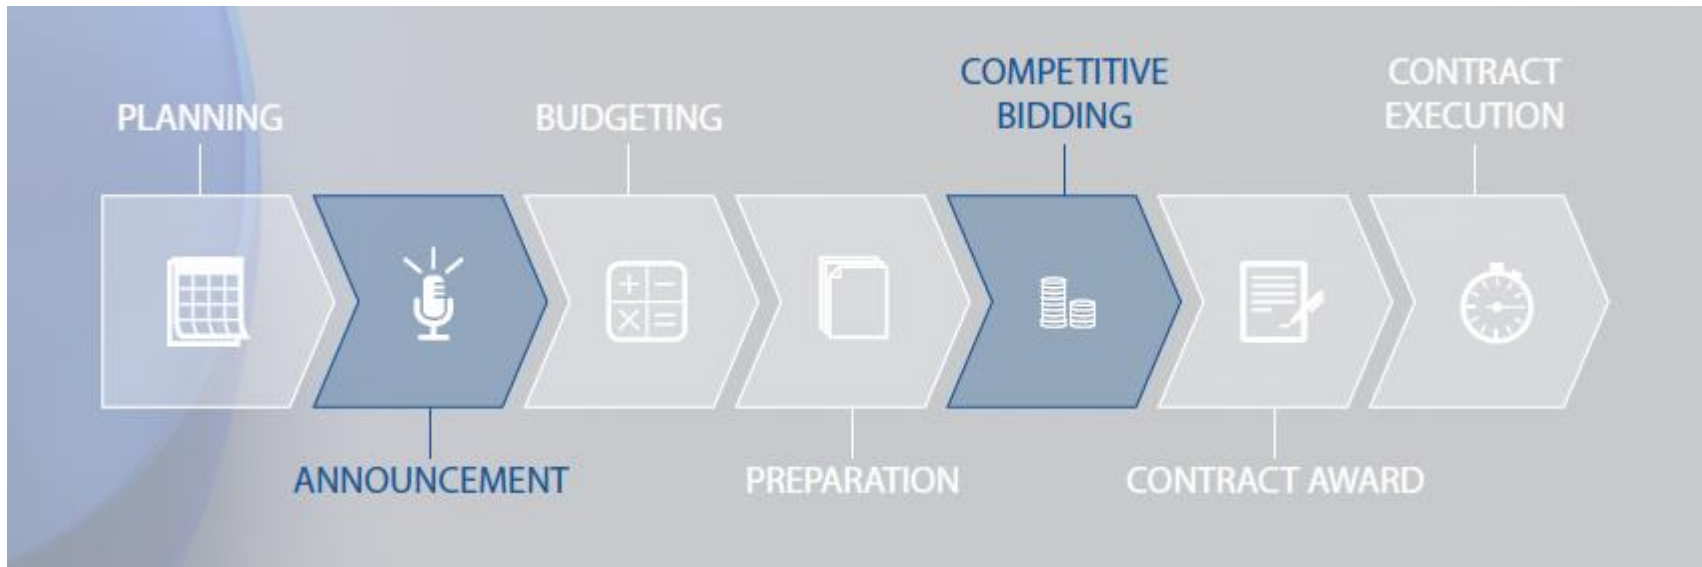 PLANNING
ANNOUNCEMENT
BUDGETING
PREPARATION
COMPETITIVE
BIDDING
CONTRACT AWARD
CONTRACT
EXECUTION